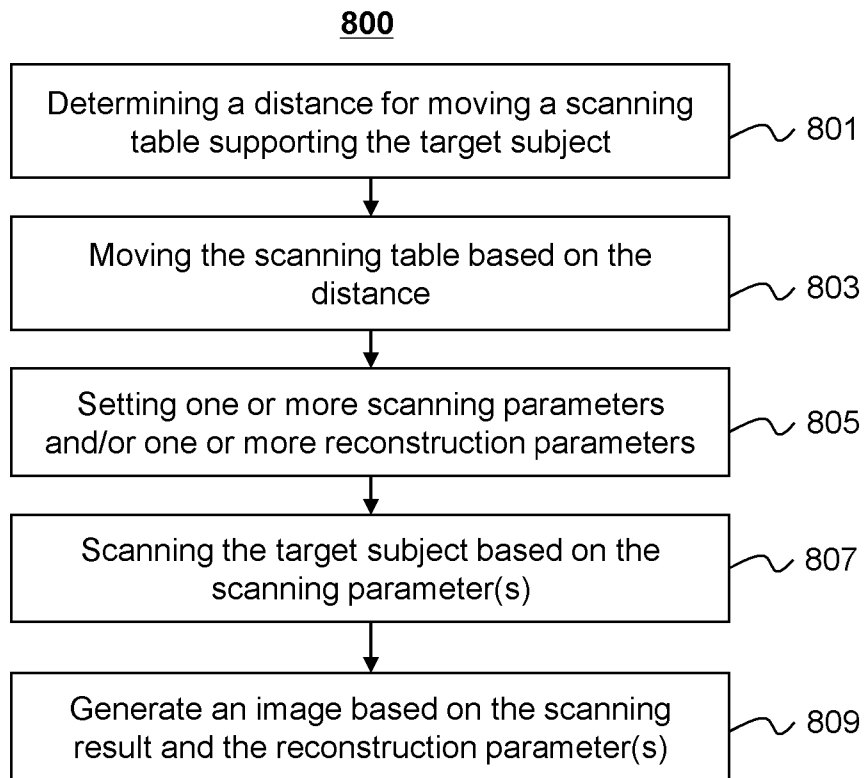 800
Determining a distance for moving a scanning
table supporting the target subject
801
Moving the scanning table based on the
distance
803
Setting one or more scanning parameters
and/or one or more reconstruction parameters
805
Scanning the target subject based on the
scanning parameter(s)
807
Generate an image based on the scanning
result and the reconstruction parameter(s)
809